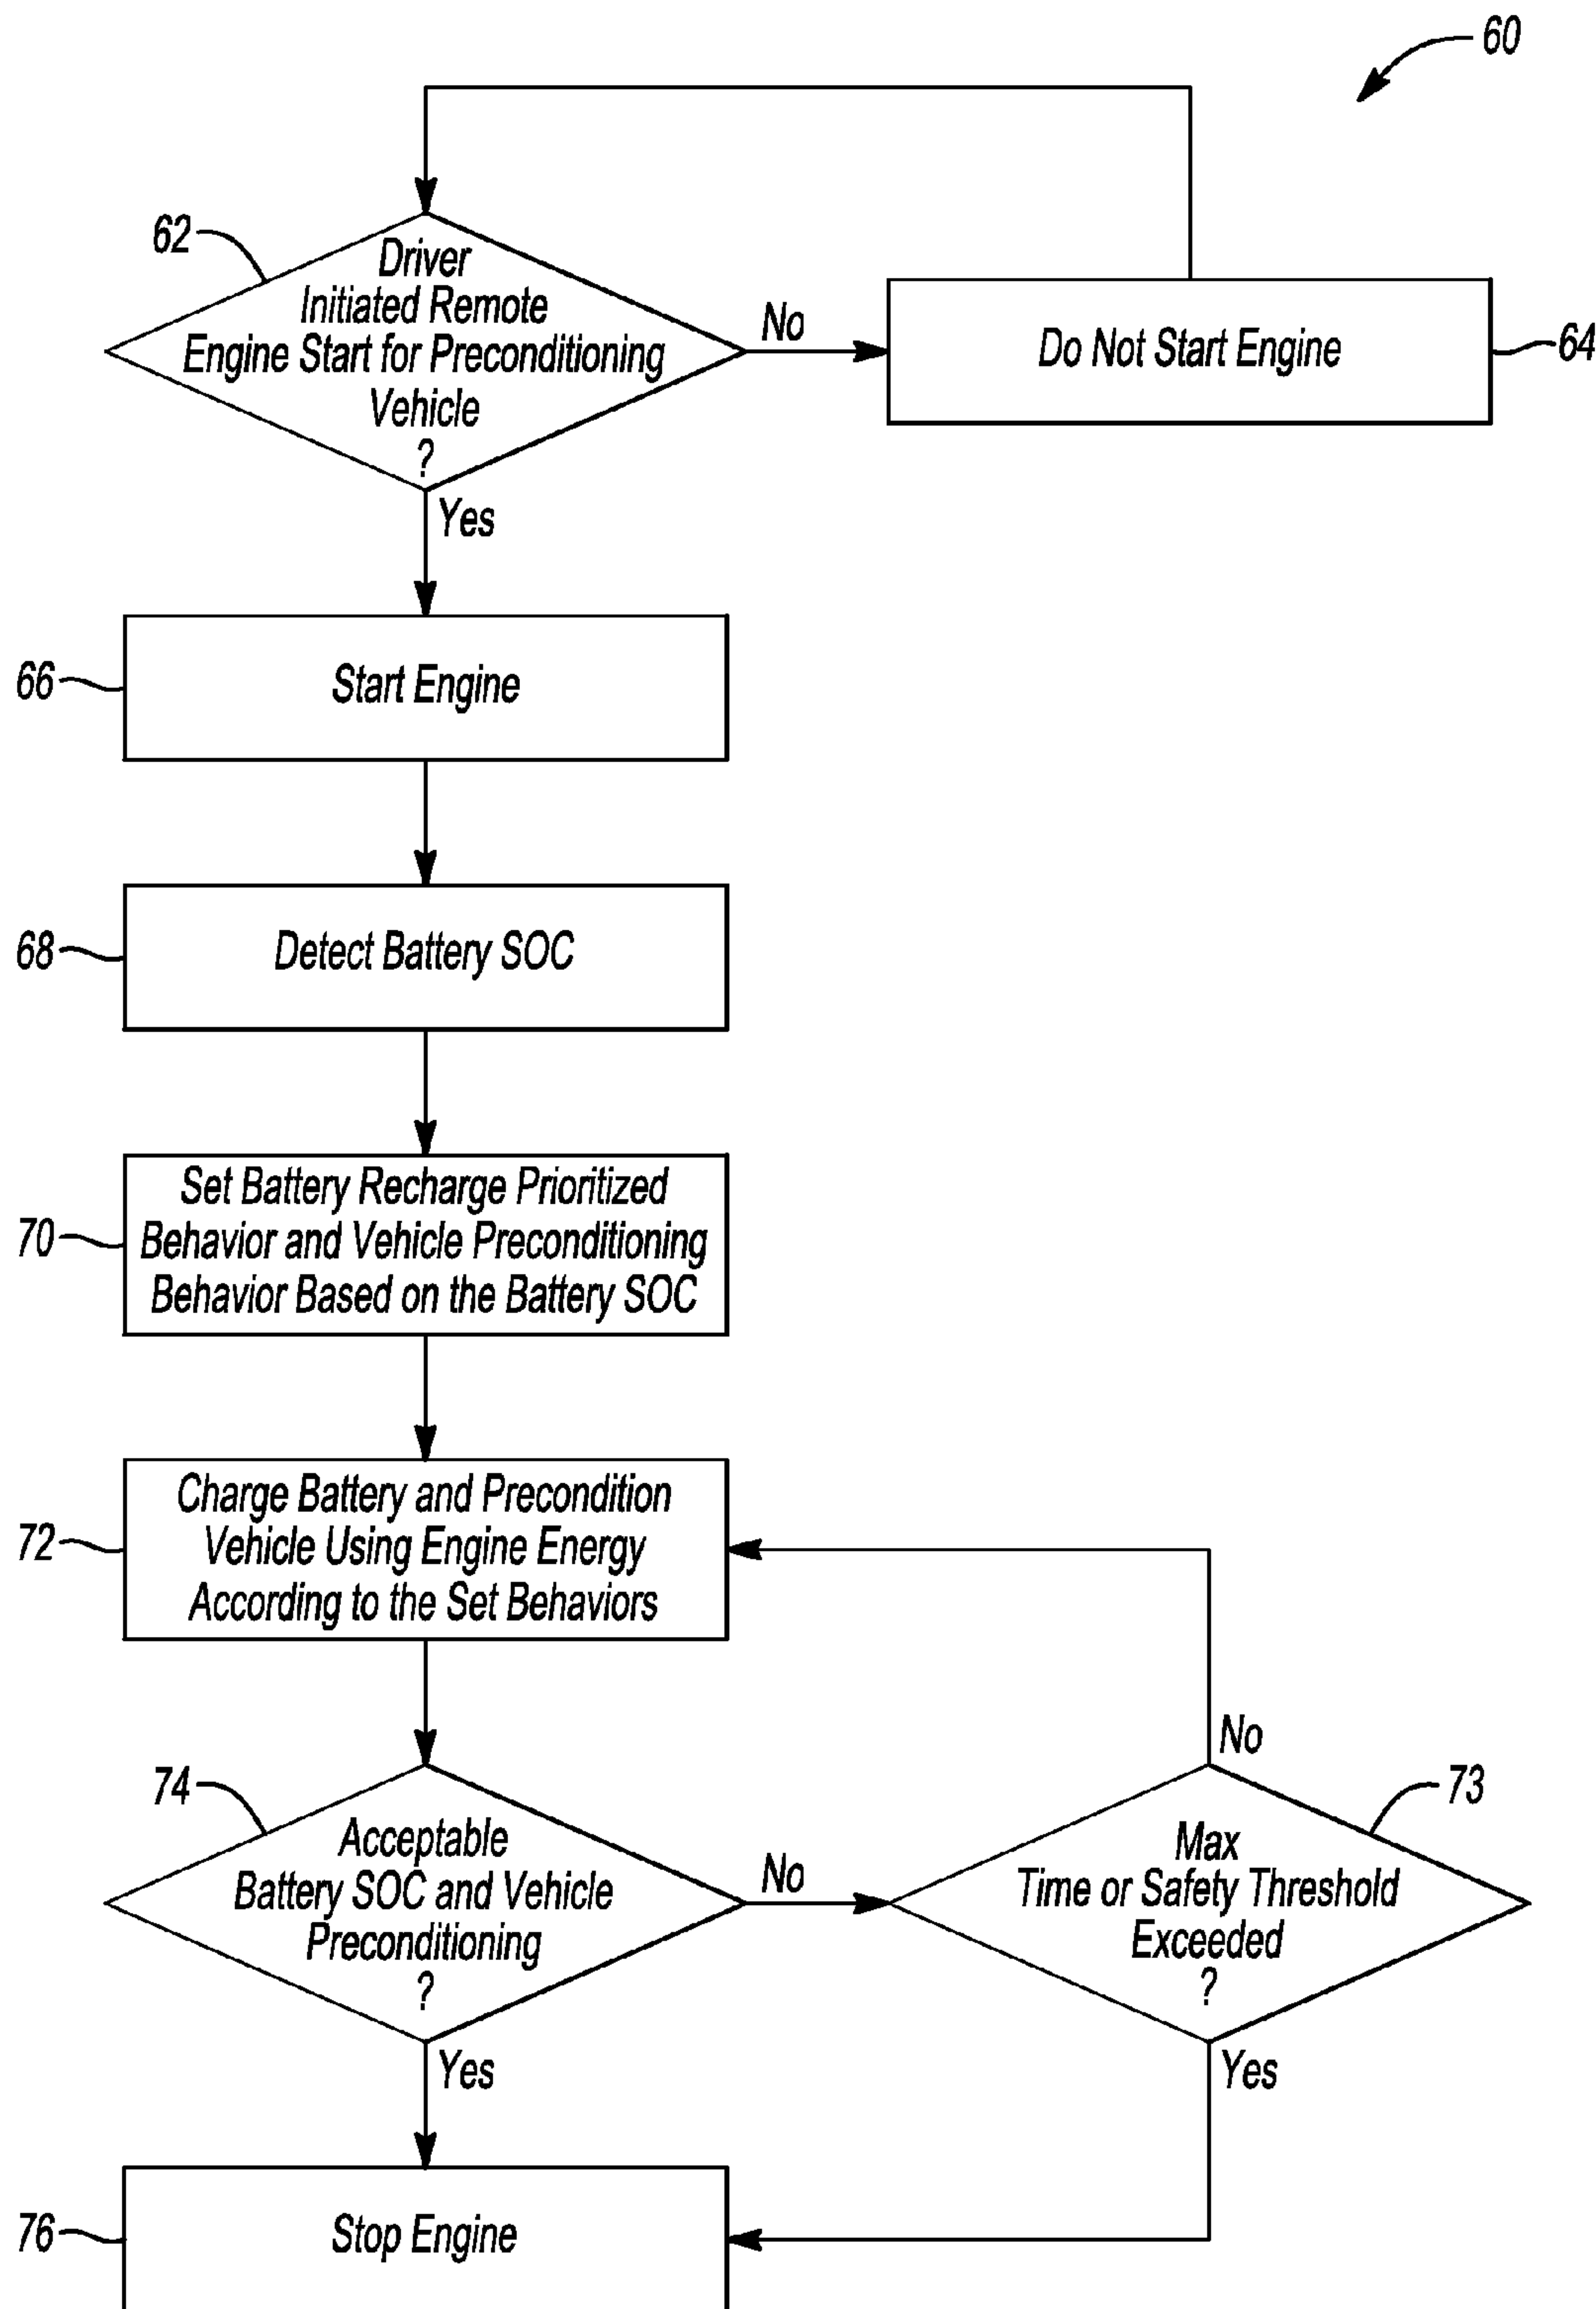 60
62
Driver
Initiated Remote
Engine Start for Preconditioning
Vehicle
?
No
Do Not Start Engine
64
Yes
66
Start Engine
68
Detect Battery SOC
70
Set Battery Recharge Prioritized
Behavior and Vehicle Preconditioning
Behavior Based on the Battery SOC
72
Charge Battery and Precondition
Vehicle Using Engine Energy
According to the Set Behaviors
74
Acceptable
Battery SOC and Vehicle
Preconditioning
?
No
No
73
Max
Time or Safety Threshold
Exceeded
?
Yes
Yes
76
Stop Engine